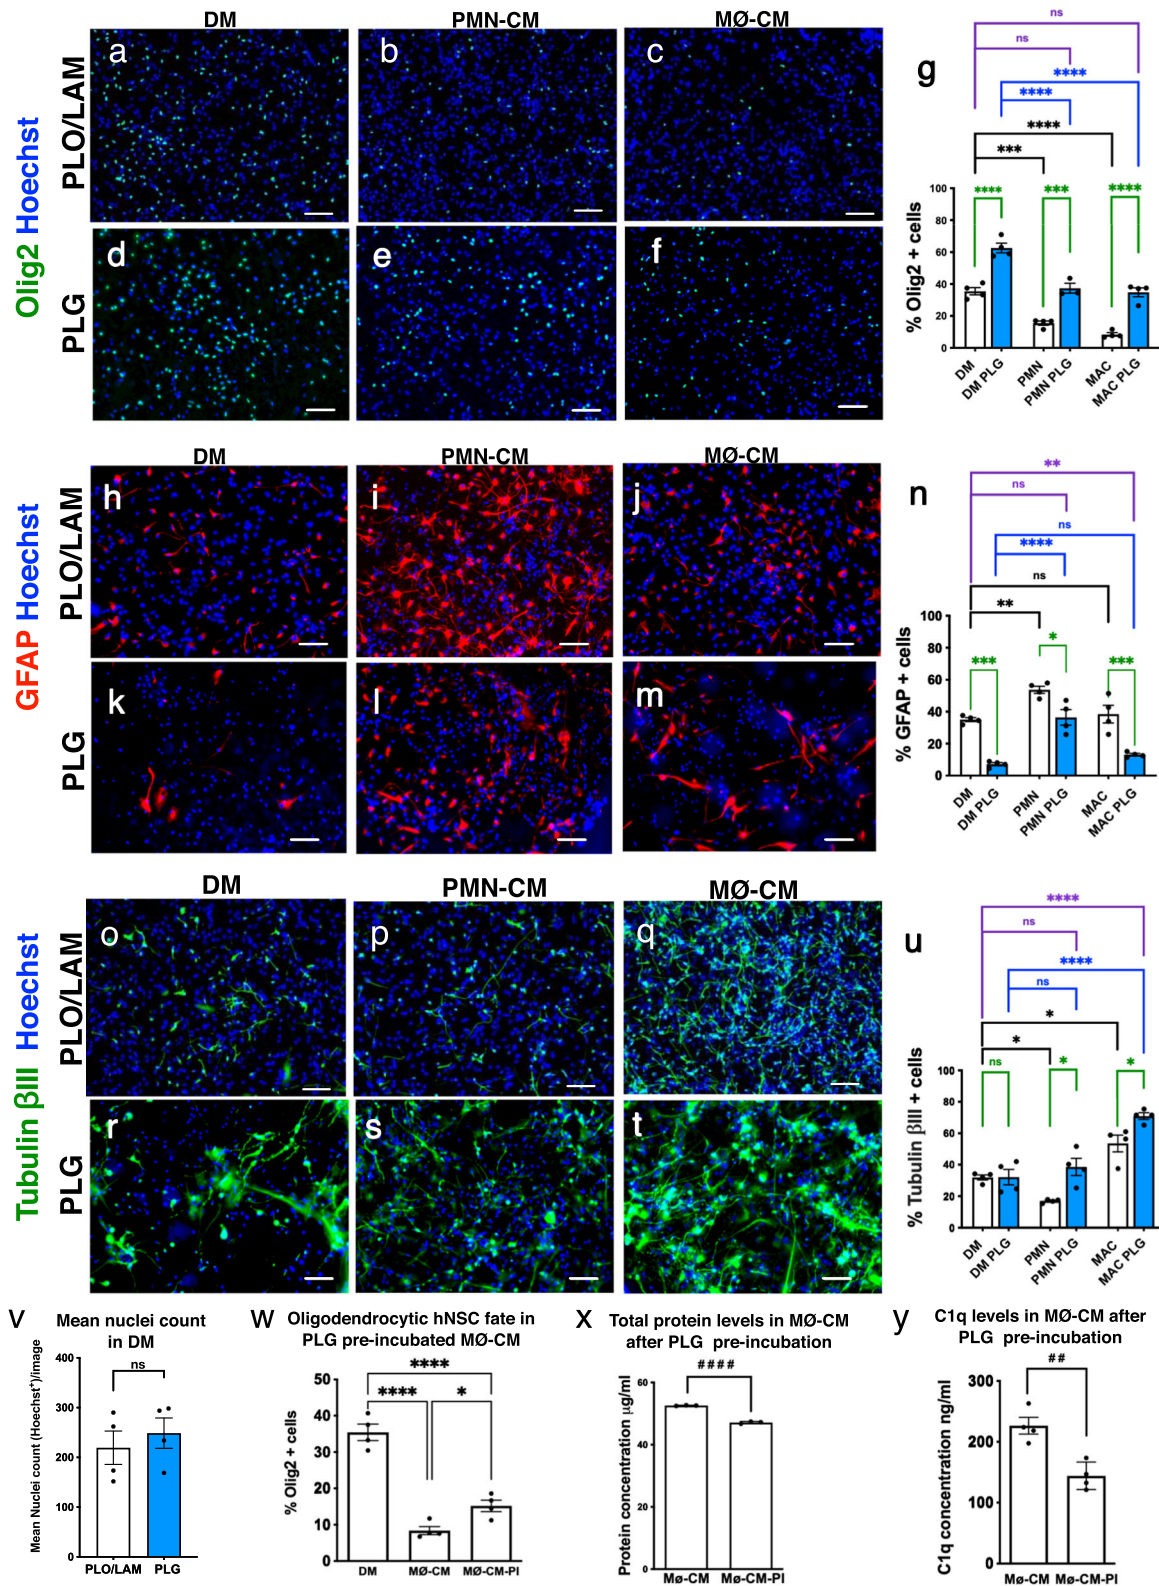 DM PMN-CM MØ-CM
Olig2 Hoechst
PLO/LAM
a b c
PLG
d e f
g
ns
ns
****
****
****
***
**** *** ****
% Olig2 + cells
100
80
60
40
20
0
DM DM PLG PMN PMN PLG MAC MAC PLG
DM PMN-CM MØ-CM
GFAP Hoechst
PLO/LAM
h i j
PLG
k l m
n
**
ns
ns
****
ns
**
*** * ***
% GFAP + cells
100
80
60
40
20
0
DM DM PLG PMN PMN PLG MAC MAC PLG
DM PMN-CM MØ-CM
Tubulin βIII Hoechst
PLO/LAM
o p q
PLG
r s t
u
****
ns
****
ns
*
*
ns * *
% Tubulin βIII + cells
100
80
60
40
20
0
DM DM PLG PMN PMN PLG MAC MAC PLG
v Mean nuclei count
in DM
Mean Nuclei count (Hoechst⁺)/image
400
300
200
100
0
ns
PLO/LAM PLG
w Oligodendrocytic hNSC fate in
PLG pre-incubated MØ-CM
% Olig2 + cells
50
40
30
20
10
0
****
**** *
DM MØ-CM MØ-CM-PI
x Total protein levels in MØ-CM
after PLG pre-incubation
Protein concentration µg/ml
60
40
20
0
####
Mø-CM MØ-CM-PI
y C1q levels in MØ-CM after
PLG pre-incubation
C1q concentration ng/ml
300
200
100
0
##
Mø-CM MØ-CM-PI